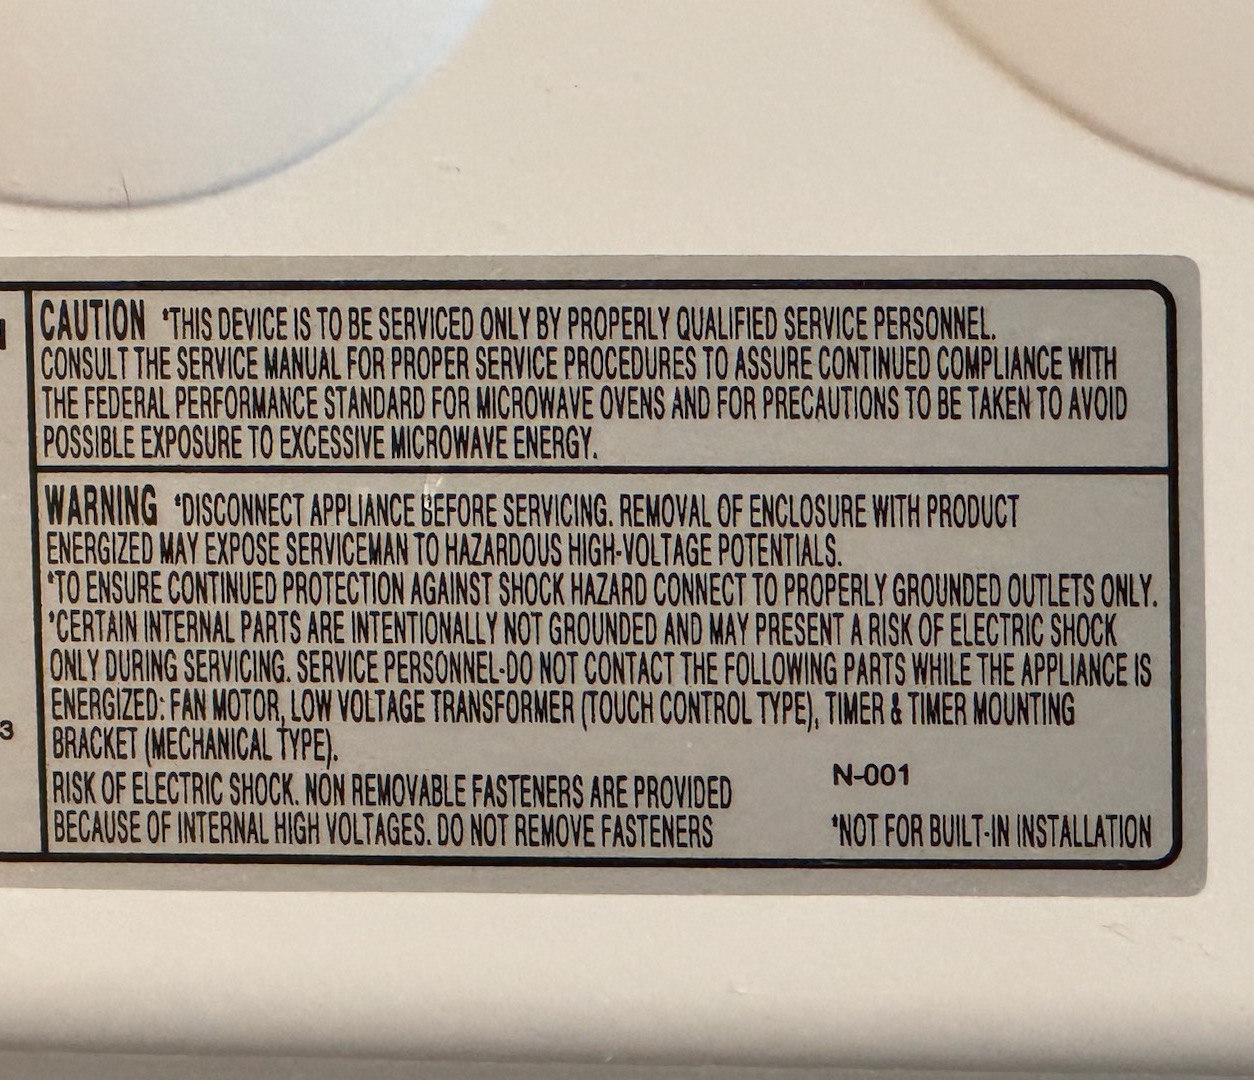 CAUTION *THIS DEVICE IS TO BE SERVICED ONLY BY PROPERLY QUALIFIED SERVICE PERSONNEL.
CONSULT THE SERVICE MANUAL FOR PROPER SERVICE PROCEDURES TO ASSURE CONTINUED COMPLIANCE WITH
THE FEDERAL PERFORMANCE STANDARD FOR MICROWAVE OVENS AND FOR PRECAUTIONS TO BE TAKEN TO AVOID
POSSIBLE EXPOSURE TO EXCESSIVE MICROWAVE ENERGY.
WARNING *DISCONNECT APPLIANCE BEFORE SERVICING. REMOVAL OF ENCLOSURE WITH PRODUCT
ENERGIZED MAY EXPOSE SERVICEMAN TO HAZARDOUS HIGH-VOLTAGE POTENTIALS.
*TO ENSURE CONTINUED PROTECTION AGAINST SHOCK HAZARD CONNECT TO PROPERLY GROUNDED OUTLETS ONLY.
*CERTAIN INTERNAL PARTS ARE INTENTIONALLY NOT GROUNDED AND MAY PRESENT A RISK OF ELECTRIC SHOCK
ONLY DURING SERVICING. SERVICE PERSONNEL-DO NOT CONTACT THE FOLLOWING PARTS WHILE THE APPLIANCE IS
ENERGIZED: FAN MOTOR, LOW VOLTAGE TRANSFORMER (TOUCH CONTROL TYPE), TIMER & TIMER MOUNTING
BRACKET (MECHANICAL TYPE).
RISK OF ELECTRIC SHOCK. NON REMOVABLE FASTENERS ARE PROVIDED
BECAUSE OF INTERNAL HIGH VOLTAGES. DO NOT REMOVE FASTENERS
N-001
*NOT FOR BUILT-IN INSTALLATION
3